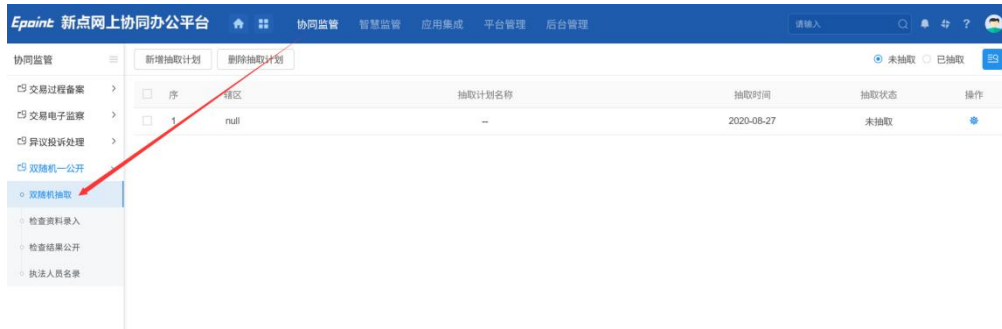 Epoint 新点网上协同办公平台 协同监管 智慧监管 应用集成 平台管理 后台管理 请输入
协同监管 新增抽取计划 删除抽取计划 未抽取 已抽取
交易过程备案
序 辖区 抽取计划名称 抽取时间 抽取状态 操作
交易电子监察
1 null -- 2020-08-27 未抽取
异议投诉处理
双随机一公开
双随机抽取
检查资料录入
检查结果公开
执法人员名录